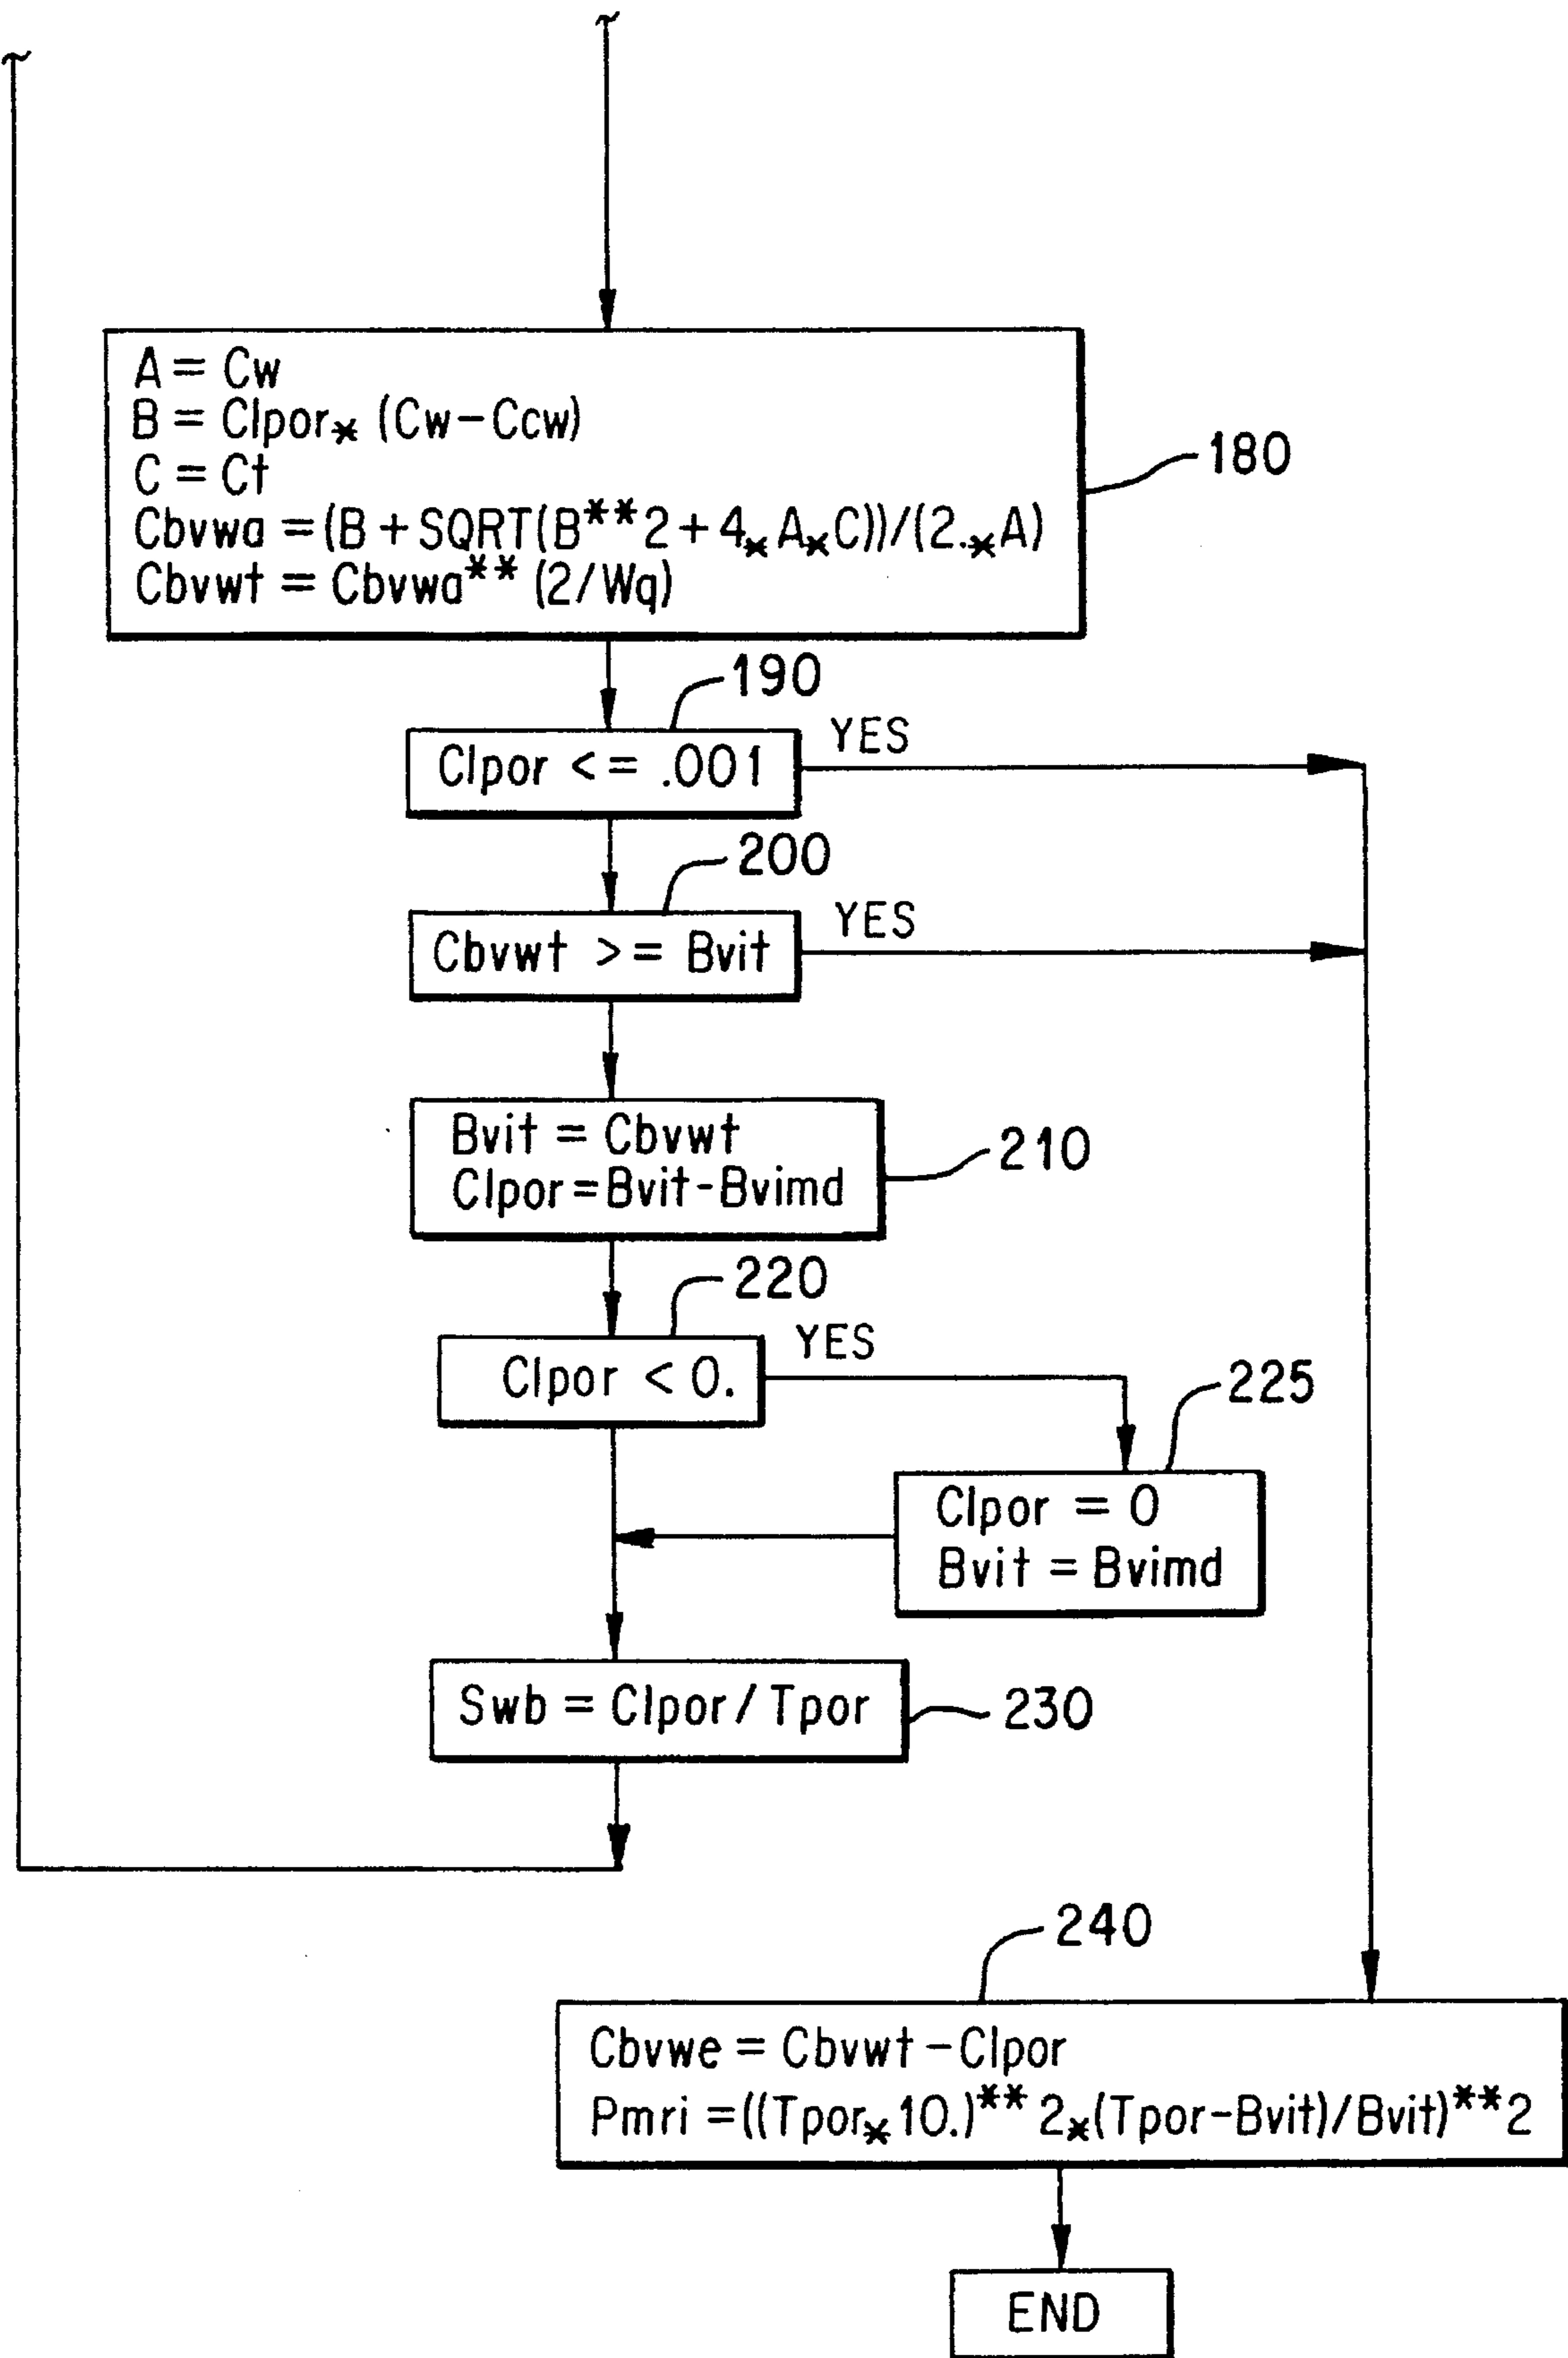 A = Cw
B = Clpor* (Cw-Ccw)
C = Ct
Cbvwa = (B + SQRT(B**2 + 4*A*C))/(2.*A)
Cbvwt = Cbvwa** (2/Wq)
180
190
Clpor <= .001
YES
200
Cbvwt >= Bvit
YES
Bvit = Cbvwt
Clpor = Bvit-Bvimd
210
220
Clpor < 0.
YES
225
Clpor = 0
Bvit = Bvimd
Swb = Clpor / Tpor
230
240
Cbvwe = Cbvwt - Clpor
Pmri = ((Tpor* 10.)** 2*(Tpor-Bvit)/Bvit)**2
END